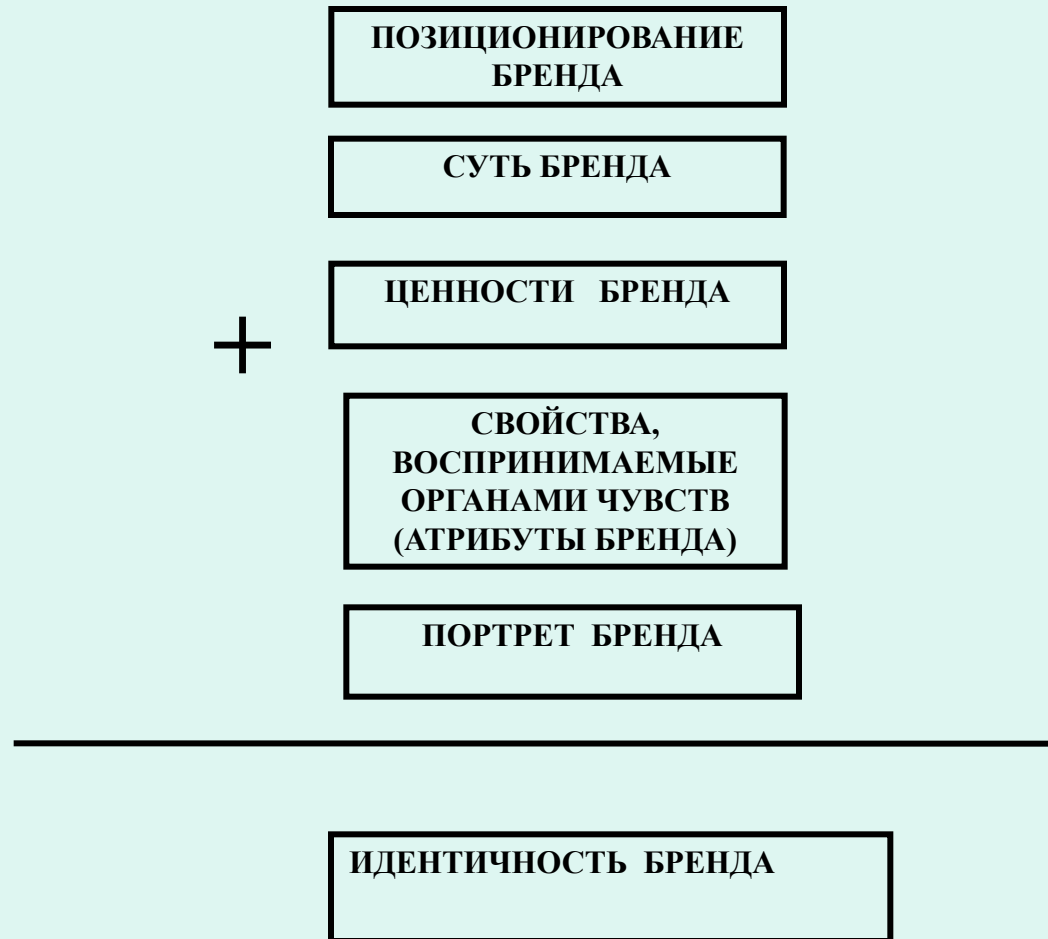 ПОЗИЦИОНИРОВАНИЕ
БРЕНДА
СУТЬ БРЕНДА
ЦЕННОСТИ БРЕНДА
+
СВОЙСТВА,
ВОСПРИНИМАЕМЫЕ
ОРГАНАМИ ЧУВСТВ
(АТРИБУТЫ БРЕНДА)
ПОРТРЕТ БРЕНДА
ИДЕНТИЧНОСТЬ БРЕНДА